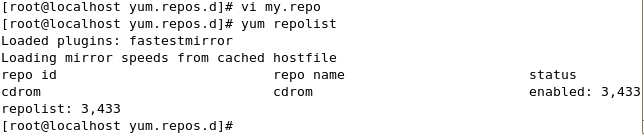 [root@localhost yum.repos.d]# vi my.repo
[root@localhost yum.repos.d]# yum repolist
Loaded plugins: fastestmirror
Loading mirror speeds from cached hostfile
repo id                          repo name                       status
cdrom                            cdrom                           enabled: 3,433
repolist: 3,433
[root@localhost yum.repos.d]#